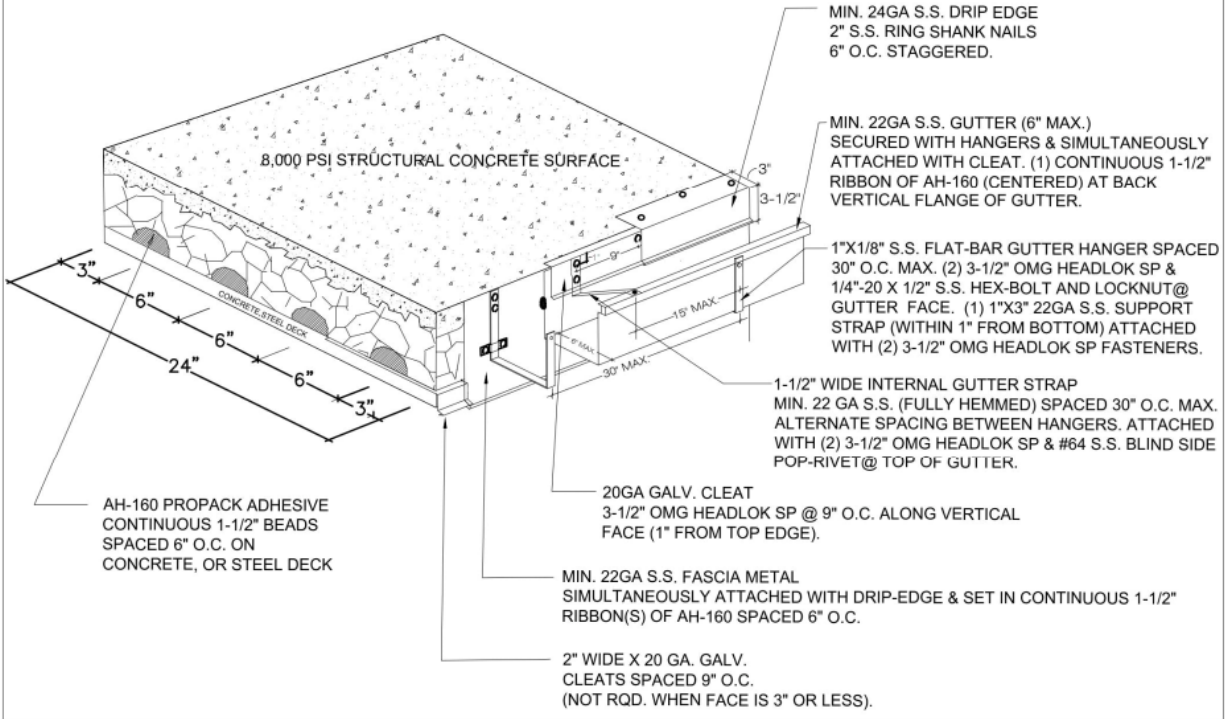 MIN. 24GA S.S. DRIP EDGE
2" S.S. RING SHANK NAILS
6" O.C. STAGGERED.
MIN. 22GA S.S. GUTTER (6" MAX.)
SECURED WITH HANGERS & SIMULTANEOUSLY
ATTACHED WITH CLEAT. (1) CONTINUOUS 1-1/2"
RIBBON OF AH-160 (CENTERED) AT BACK
VERTICAL FLANGE OF GUTTER.
8,000 PSI STRUCTURAL CONCRETE SURFACE
3"
3-1/2"
9"
1"X1/8" S.S. FLAT-BAR GUTTER HANGER SPACED
30" O.C. MAX. (2) 3-1/2" OMG HEADLOK SP &
1/4"-20 X 1/2" S.S. HEX-BOLT AND LOCKNUT@
GUTTER FACE. (1) 1"X3" 22GA S.S. SUPPORT
STRAP (WITHIN 1" FROM BOTTOM) ATTACHED
WITH (2) 3-1/2" OMG HEADLOK SP FASTENERS.
3"
6"
6"
6"
3"
24"
CONCRETE,STEEL DECK
15" MAX.
6" MAX.
30" MAX.
1-1/2" WIDE INTERNAL GUTTER STRAP
MIN. 22 GA S.S. (FULLY HEMMED) SPACED 30" O.C. MAX.
ALTERNATE SPACING BETWEEN HANGERS. ATTACHED
WITH (2) 3-1/2" OMG HEADLOK SP & #64 S.S. BLIND SIDE
POP-RIVET@ TOP OF GUTTER.
AH-160 PROPACK ADHESIVE
CONTINUOUS 1-1/2" BEADS
SPACED 6" O.C. ON
CONCRETE, OR STEEL DECK
20GA GALV. CLEAT
3-1/2" OMG HEADLOK SP @ 9" O.C. ALONG VERTICAL
FACE (1" FROM TOP EDGE).
MIN. 22GA S.S. FASCIA METAL
SIMULTANEOUSLY ATTACHED WITH DRIP-EDGE & SET IN CONTINUOUS 1-1/2"
RIBBON(S) OF AH-160 SPACED 6" O.C.
2" WIDE X 20 GA. GALV.
CLEATS SPACED 9" O.C.
(NOT RQD. WHEN FACE IS 3" OR LESS).